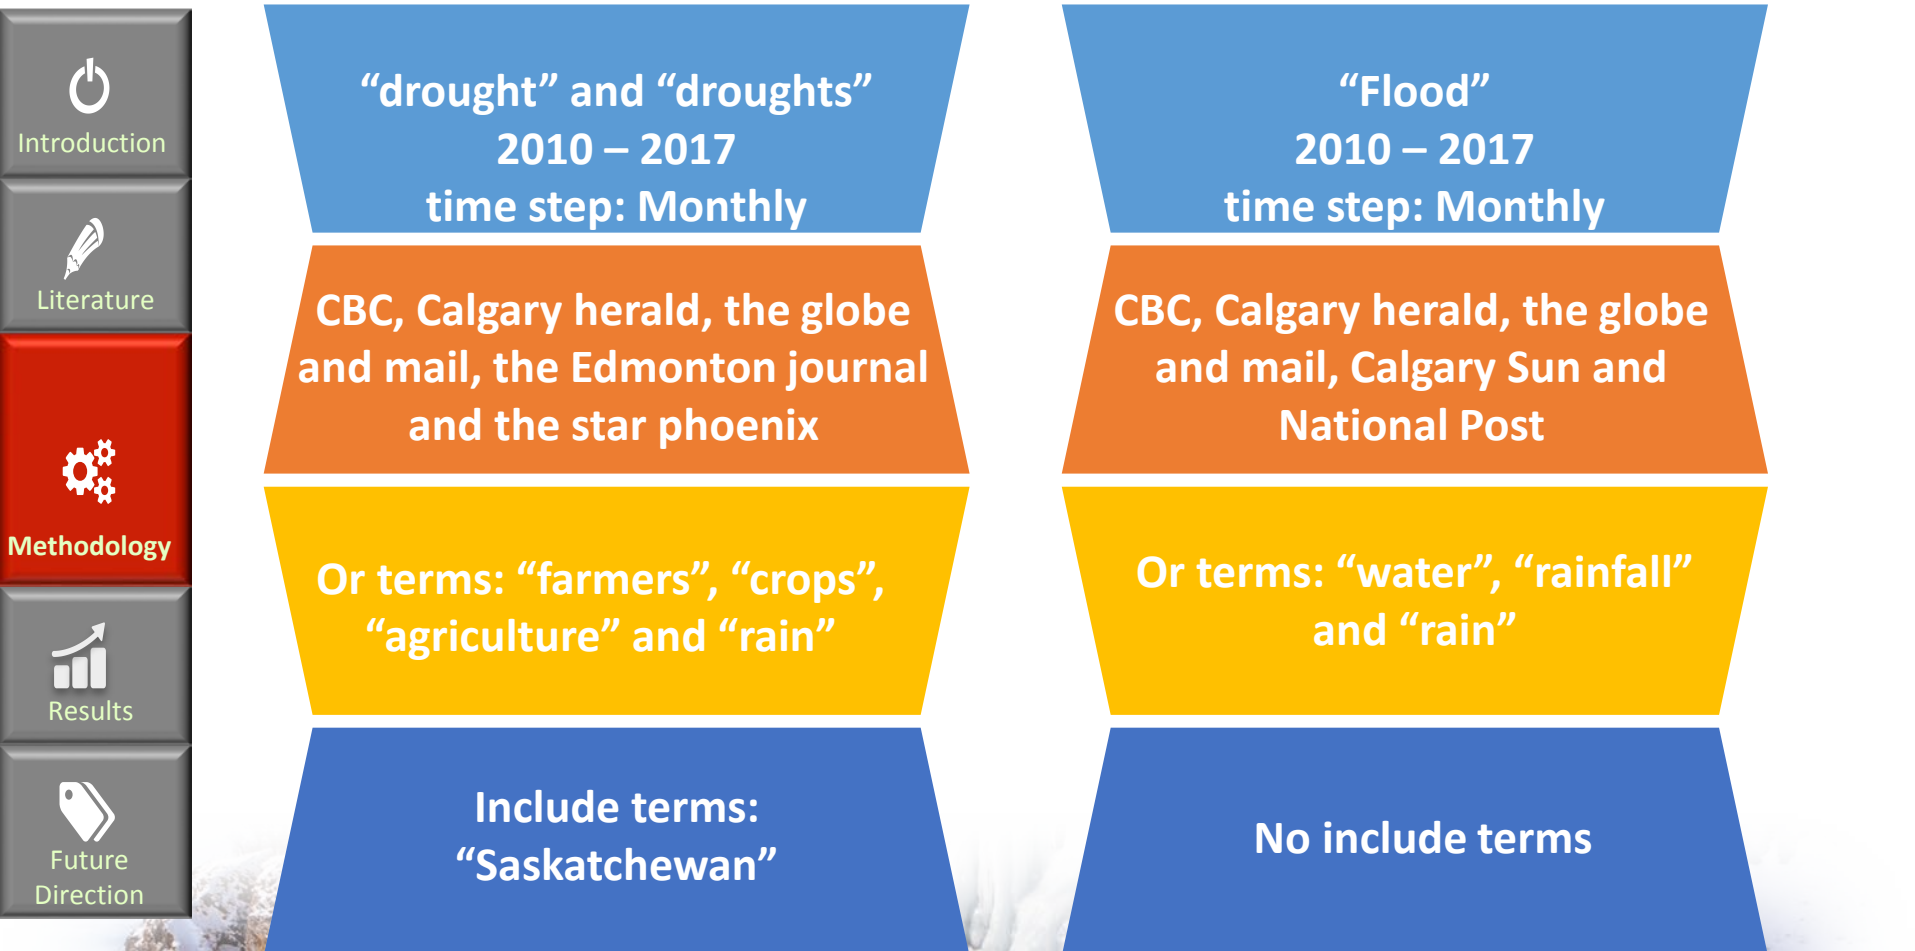 Introduction
Literature
Methodology
Results
Future
Direction
“drought” and “droughts”
2010 – 2017
time step: Monthly
CBC, Calgary herald, the globe
and mail, the Edmonton journal
and the star phoenix
Or terms: “farmers”, “crops”,
“agriculture” and “rain”
Include terms:
“Saskatchewan”
“Flood”
2010 – 2017
time step: Monthly
CBC, Calgary herald, the globe
and mail, Calgary Sun and
National Post
Or terms: “water”, “rainfall”
and “rain”
No include terms